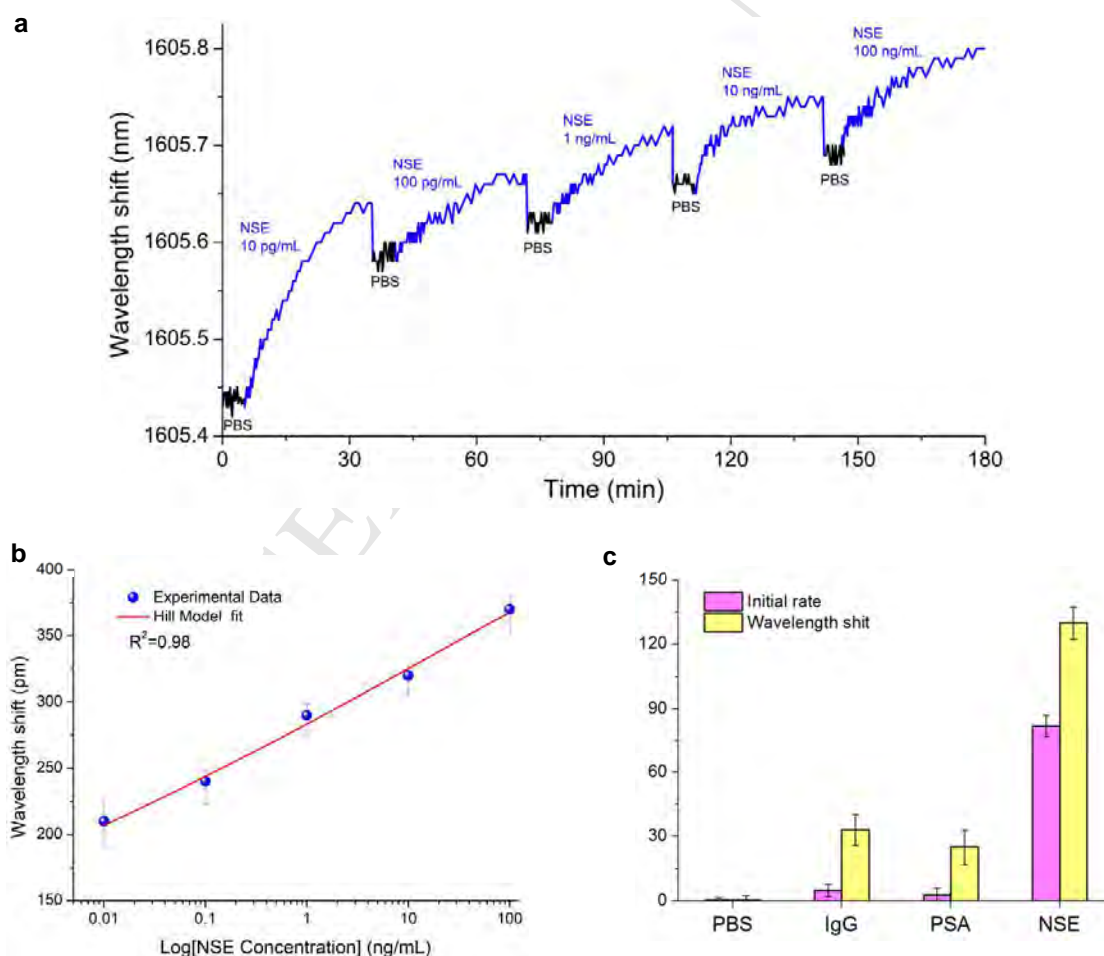 a
Wavelength shift (nm)
1605.8
1605.7
1605.6
1605.5
1605.4
NSE
10 pg/mL
NSE
100 pg/mL
NSE
1 ng/mL
NSE
10 ng/mL
NSE
100 ng/mL
PBS
PBS
PBS
PBS
PBS
0 30 60 90 120 150 180
Time (min)
b
Wavelength shift (pm)
400
350
300
250
200
150
Experimental Data
Hill Model fit
R²=0.98
0.01 0.1 1 10 100
Log[NSE Concentration] (ng/mL)
c
150
120
90
60
30
0
Initial rate
Wavelength shit
PBS IgG PSA NSE